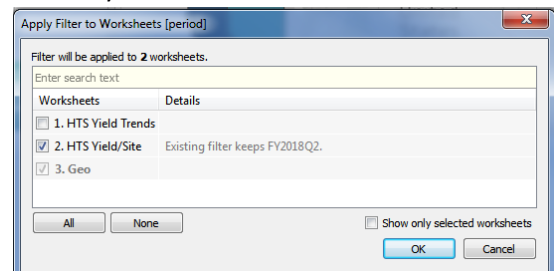 Apply Filter to Worksheets [period]
Filter will be applied to 2 worksheets.
Enter search text
Worksheets Details
1. HTS Yield Trends
2. HTS Yield/Site Existing filter keeps FY2018Q2.
3. Geo
All None Show only selected worksheets
OK Cancel